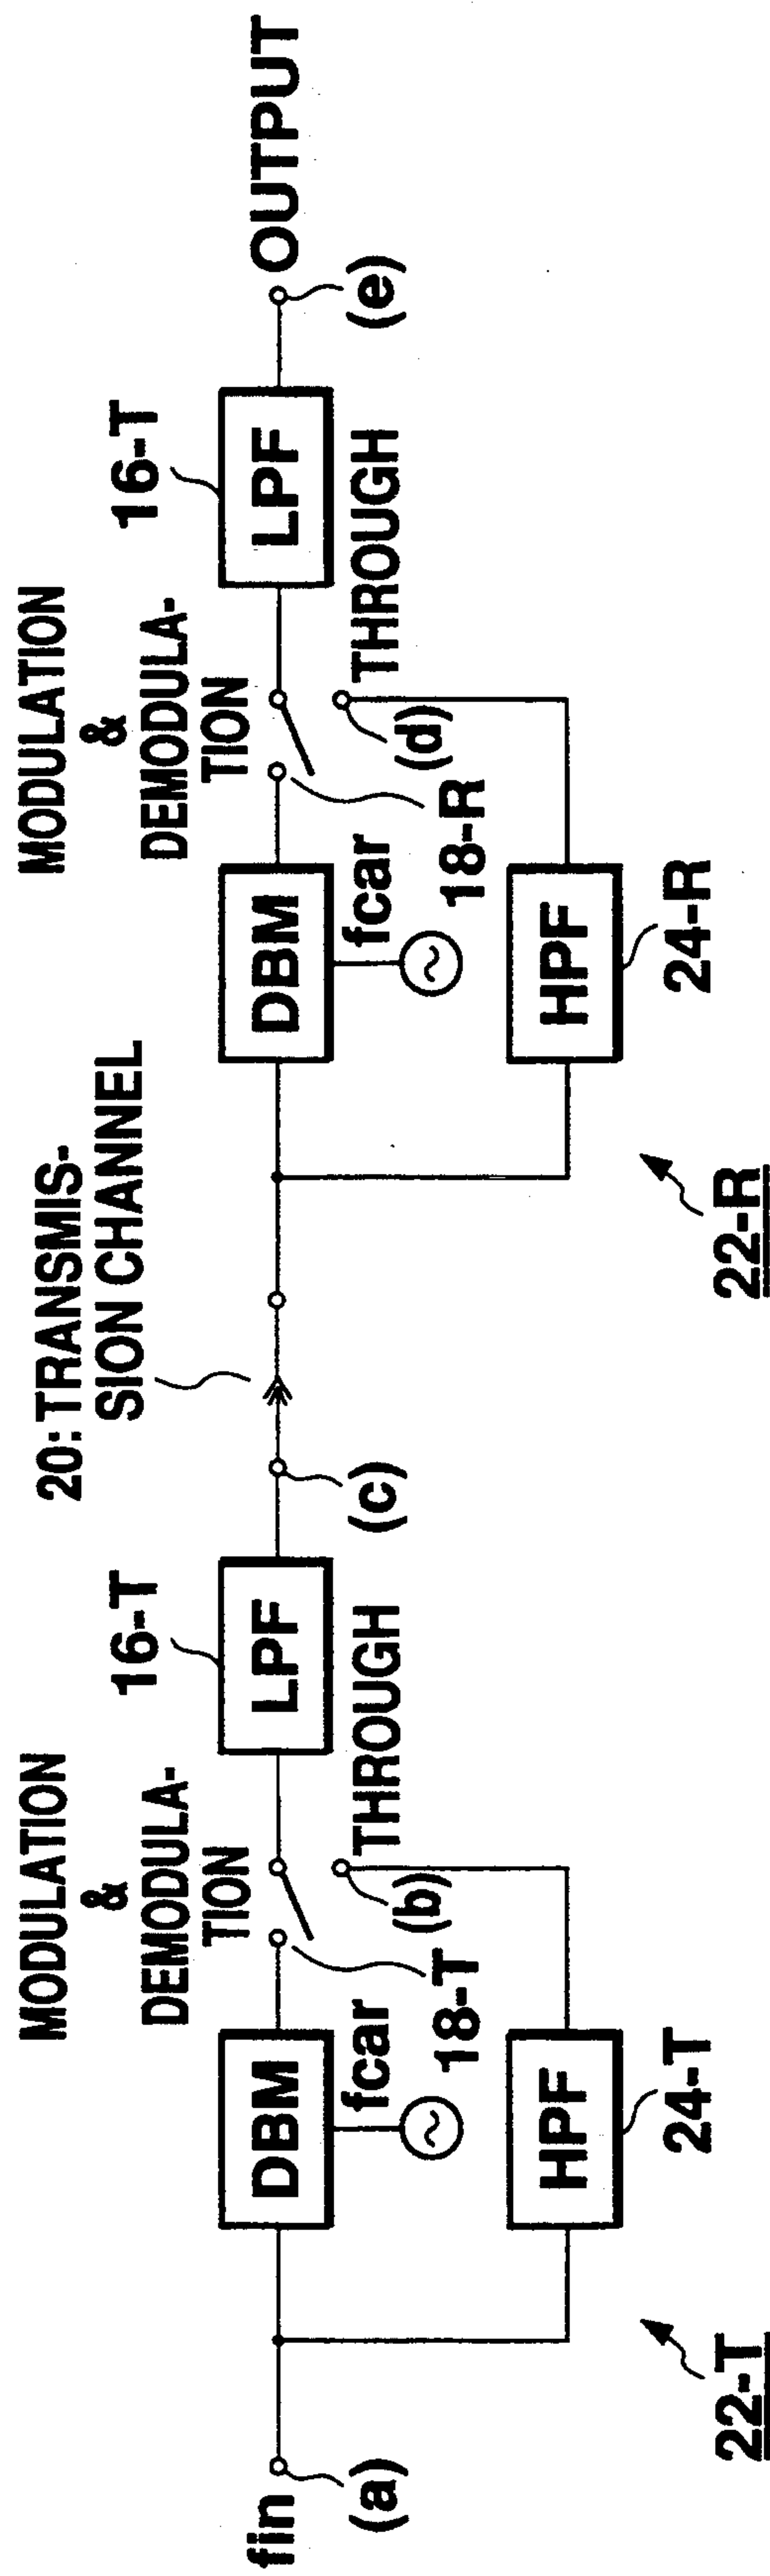 fin
(a)
22-T
DBM
fcar
HPF
24-T
MODULATION
&
DEMODULA-
TION
18-T
(b)
THROUGH
16-T
LPF
(c)
20: TRANSMIS-
SION CHANNEL
22-R
DBM
fcar
HPF
24-R
MODULATION
&
DEMODULA-
TION
18-R
(d)
THROUGH
16-T
LPF
(e)
OUTPUT